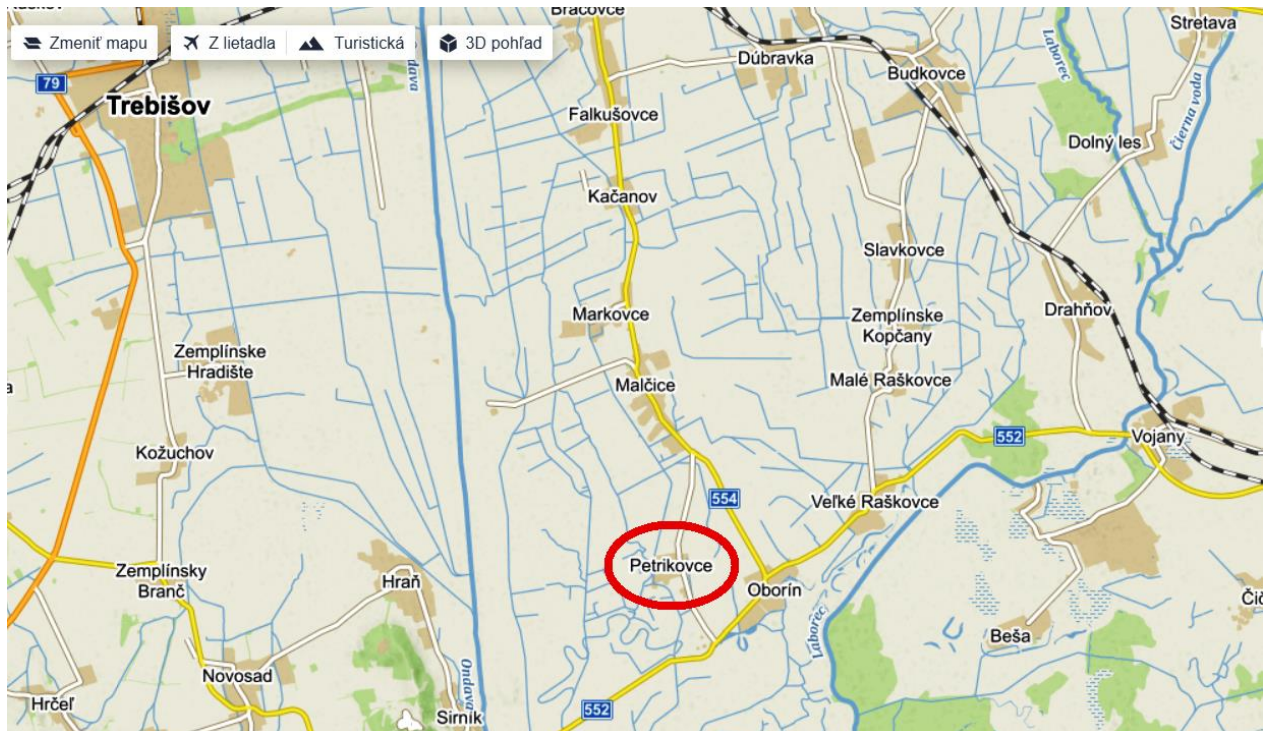 Bracovce
Stretava
Zmeniť mapu
Z lietadla
Turistická
3D pohľad
Ondava
Laborec
Dúbravka
Budkovce
79
Trebišov
Čierna voda
Falkušovce
Dolný les
Kačanov
Slavkovce
Markovce
Zemplínske
Kopčany
Drahňov
Zemplínske
Hradište
Malčice
Malé Raškovce
552
Vojany
Kožuchov
554
Veľké Raškovce
Petrikovce
Zemplínsky
Branč
Hraň
Oborín
Laborec
Beša
Novosad
Ondava
Hrčeľ
Sirník
552